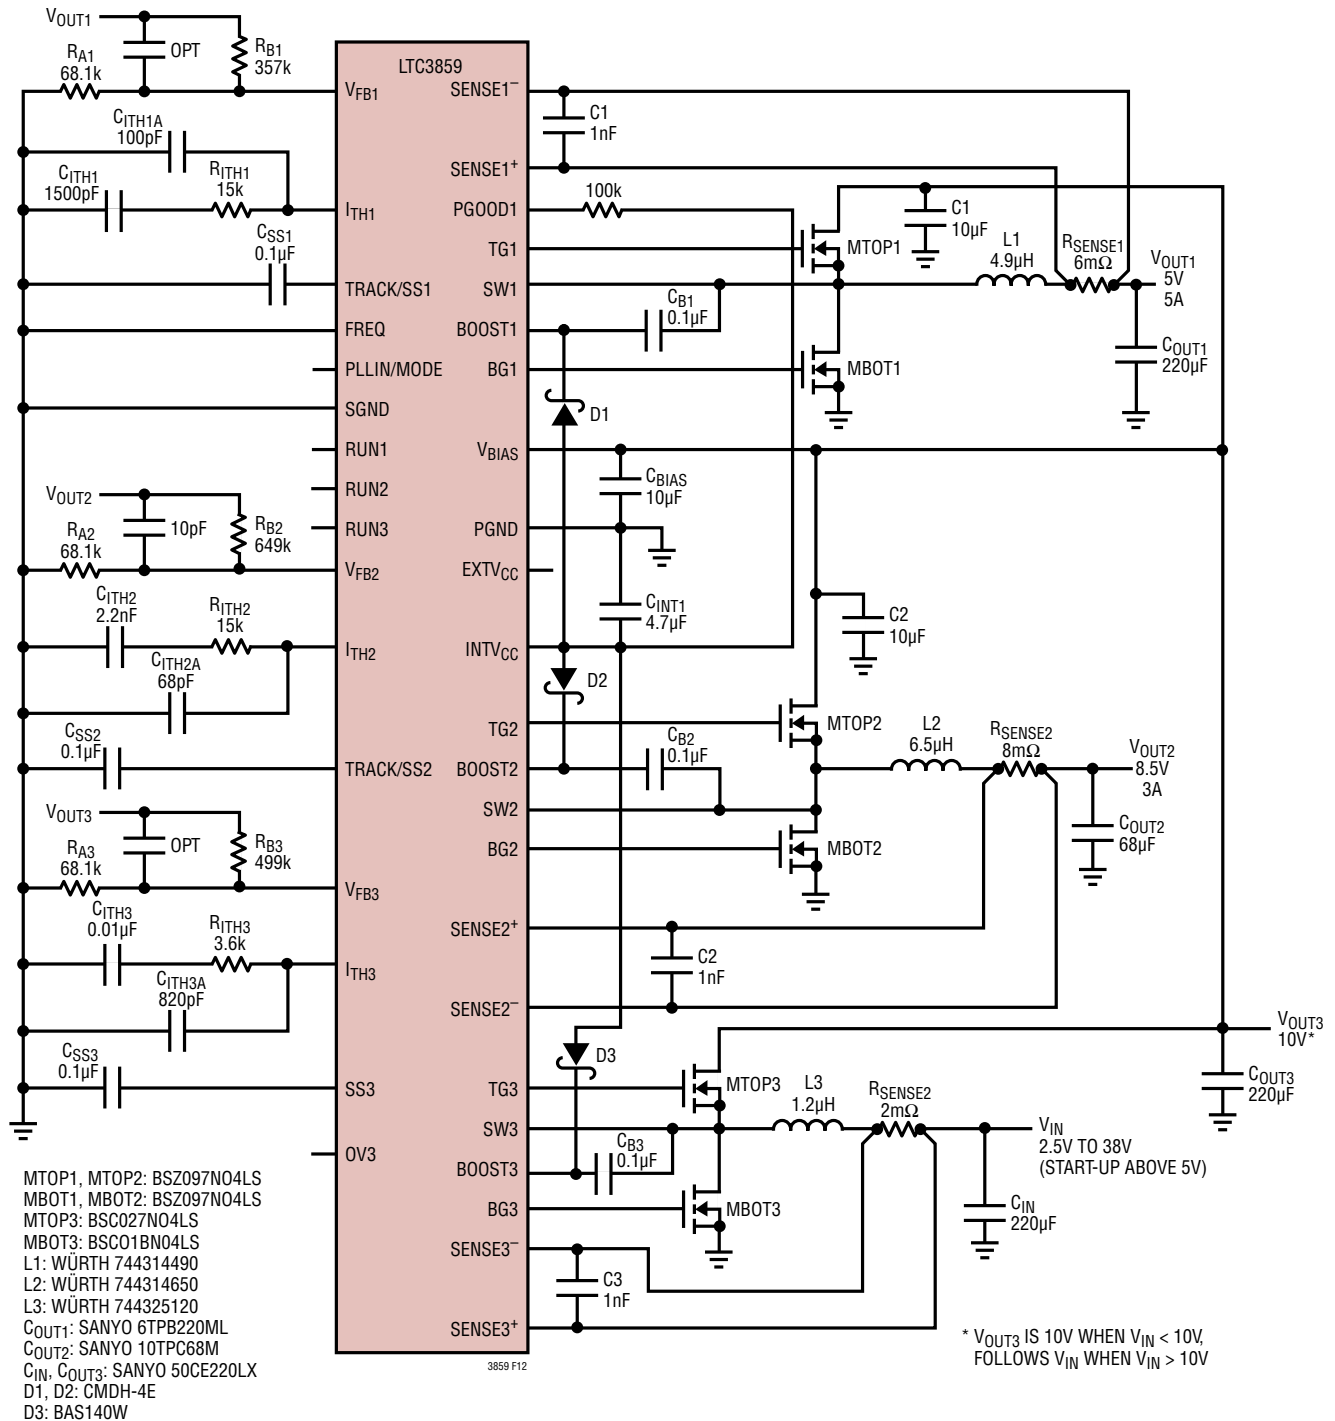 VOUT1
RA1
68.1k
OPT
RB1
357k
CITH1A
100pF
CITH1
1500pF
RITH1
15k
CSS1
0.1µF
VOUT2
RA2
68.1k
10pF
RB2
649k
CITH2
2.2nF
RITH2
15k
CITH2A
68pF
CSS2
0.1µF
VOUT3
RA3
68.1k
OPT
RB3
499k
CITH3
0.01µF
RITH3
3.6k
CITH3A
820pF
CSS3
0.1µF
LTC3859
VFB1
ITH1
TRACK/SS1
FREQ
PLLIN/MODE
SGND
RUN1
RUN2
RUN3
VFB2
ITH2
TRACK/SS2
VFB3
ITH3
SS3
OV3
SENSE1–
SENSE1+
PGOOD1
TG1
SW1
BOOST1
BG1
VBIAS
PGND
EXTVCC
INTVCC
TG2
BOOST2
SW2
BG2
SENSE2+
SENSE2–
TG3
SW3
BOOST3
BG3
SENSE3–
SENSE3+
C1
1nF
100k
MTOP1
C1
10µF
L1
4.9µH
RSENSE1
6mΩ
VOUT1
5V
5A
CB1
0.1µF
MBOT1
COUT1
220µF
D1
CBIAS
10µF
CINT1
4.7µF
C2
10µF
D2
MTOP2
L2
6.5µH
RSENSE2
8mΩ
VOUT2
8.5V
3A
CB2
0.1µF
MBOT2
COUT2
68µF
C2
1nF
VOUT3
10V*
D3
MTOP3
L3
1.2µH
RSENSE2
2mΩ
COUT3
220µF
VIN
2.5V TO 38V
(START-UP ABOVE 5V)
CB3
0.1µF
MBOT3
CIN
220µF
C3
1nF
MTOP1, MTOP2: BSZ097NO4LS
MBOT1, MBOT2: BSZ097NO4LS
MTOP3: BSC027NO4LS
MBOT3: BSCO1BN04LS
L1: WÜRTH 744314490
L2: WÜRTH 744314650
L3: WÜRTH 744325120
COUT1: SANYO 6TPB220ML
COUT2: SANYO 10TPC68M
CIN, COUT3: SANYO 50CE220LX
D1, D2: CMDH-4E
D3: BAS140W
3859 F12
* VOUT3 IS 10V WHEN VIN < 10V,
FOLLOWS VIN WHEN VIN > 10V